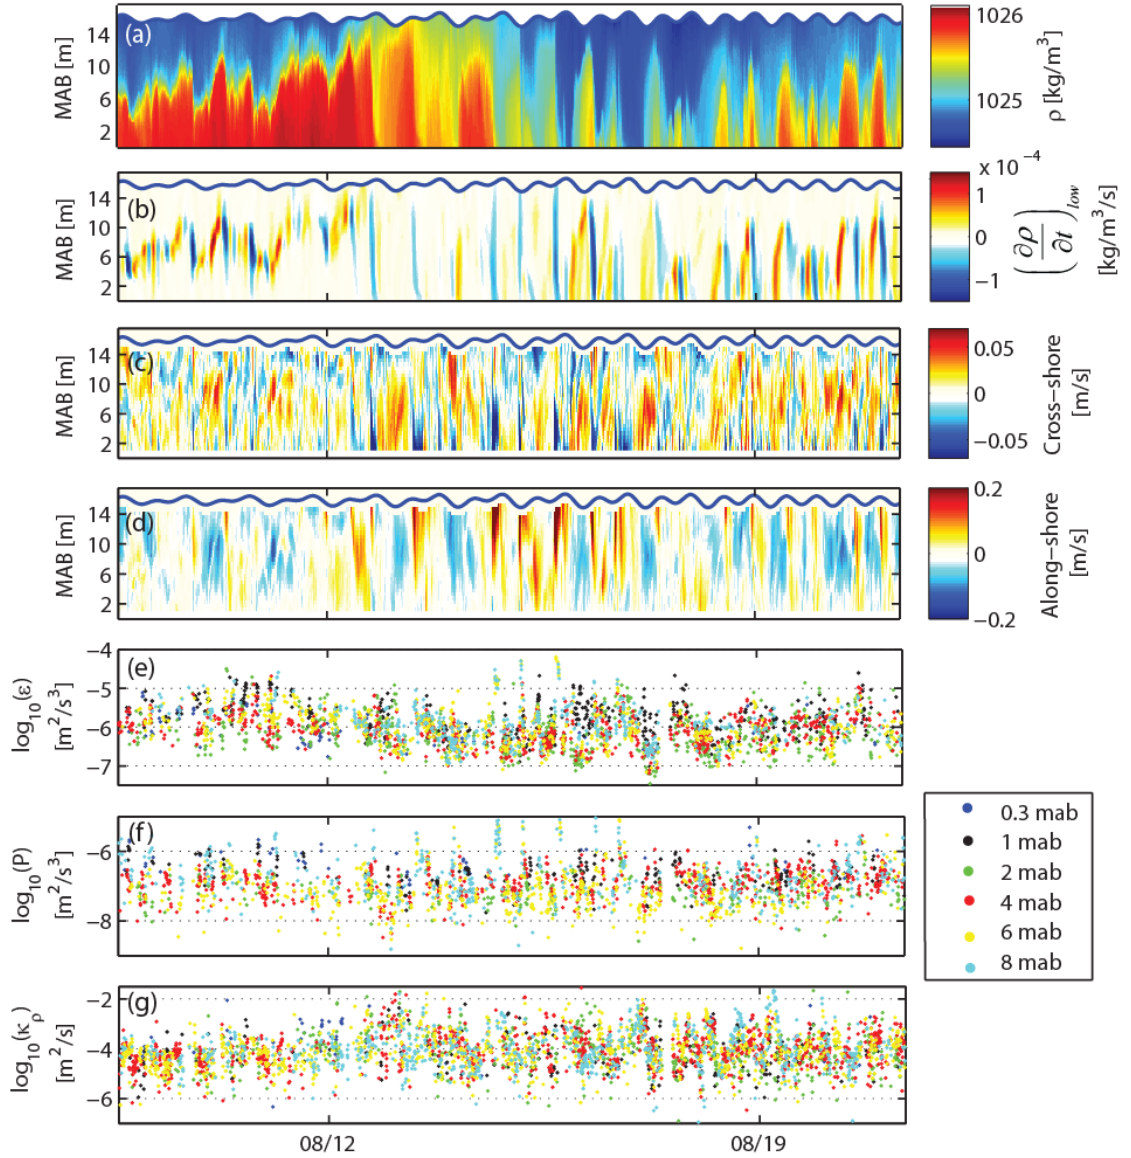 (a)
MAB [m]
14
10
6
2
1026
1025
ρ [kg/m³]
(b)
MAB [m]
14
10
6
2
x 10⁻⁴
1
0
−1
(∂ρ/∂t)low
[kg/m³/s]
(c)
MAB [m]
14
10
6
2
0.05
0
−0.05
Cross−shore
[m/s]
(d)
MAB [m]
14
10
6
2
0.2
0
−0.2
Along−shore
[m/s]
(e)
log₁₀(ε)
[m²/s³]
−4
−5
−6
−7
(f)
log₁₀(P)
[m²/s³]
−6
−8
(g)
log₁₀(κρ)
[m²/s]
−2
−4
−6
08/12
08/19
0.3 mab
1 mab
2 mab
4 mab
6 mab
8 mab